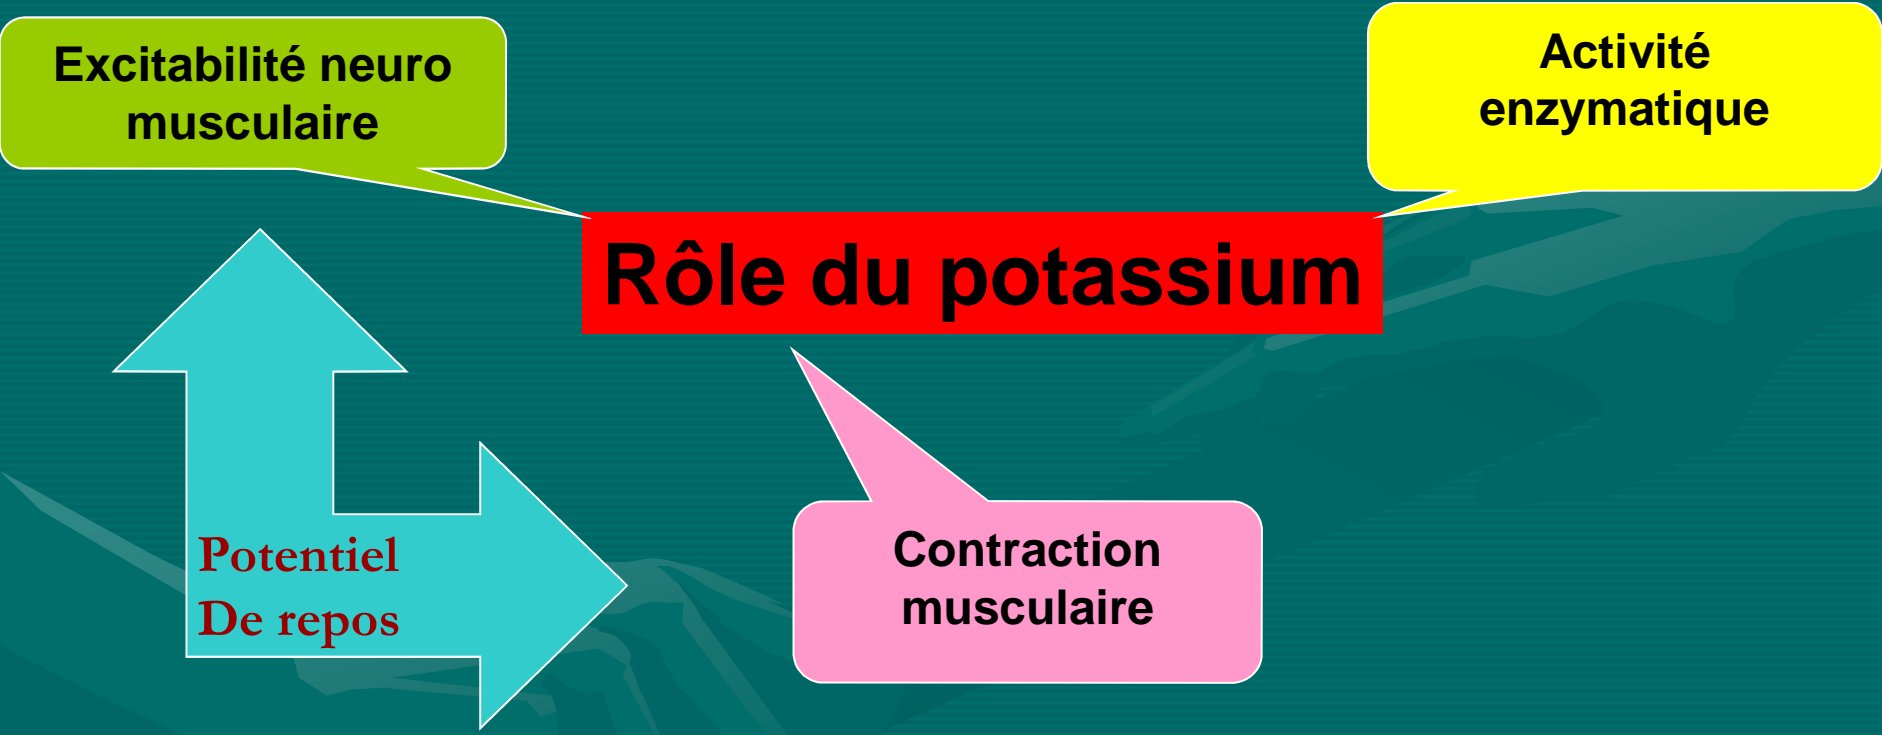 Excitabilité neuro
musculaire
Activité
enzymatique
Rôle du potassium
Potentiel
De repos
Contraction
musculaire